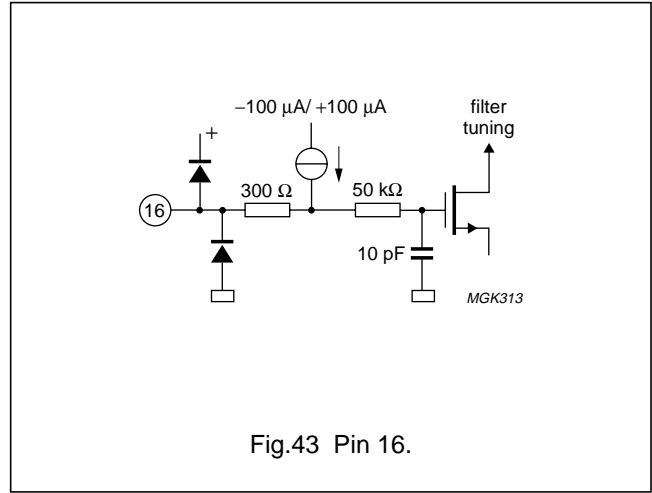 −100 µA/ +100 µA
filter
tuning
+
300 Ω
50 kΩ
16
10 pF
MGK313
Fig.43 Pin 16.